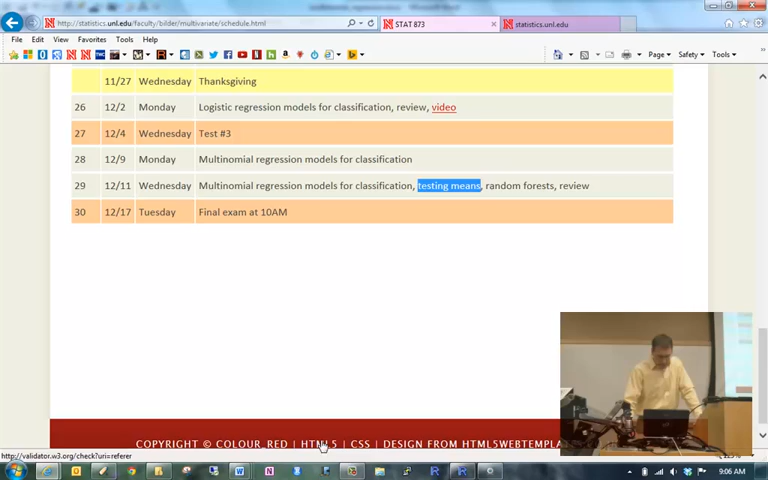 http://statistics.unl.edu/faculty/bilder/multivariate/schedule.html
STAT 873
statistics.unl.edu
File Edit View Favorites Tools Help
Page Safety Tools
11/27 Wednesday Thanksgiving
26 12/2 Monday Logistic regression models for classification, review, video
27 12/4 Wednesday Test #3
28 12/9 Monday Multinomial regression models for classification
29 12/11 Wednesday Multinomial regression models for classification, testing means, random forests, review
30 12/17 Tuesday Final exam at 10AM
COPYRIGHT © COLOUR_RED | HTML5 | CSS | DESIGN FROM HTML5WEBTEMPLA
http://validator.w3.org/check?uri=referer
9:06 AM